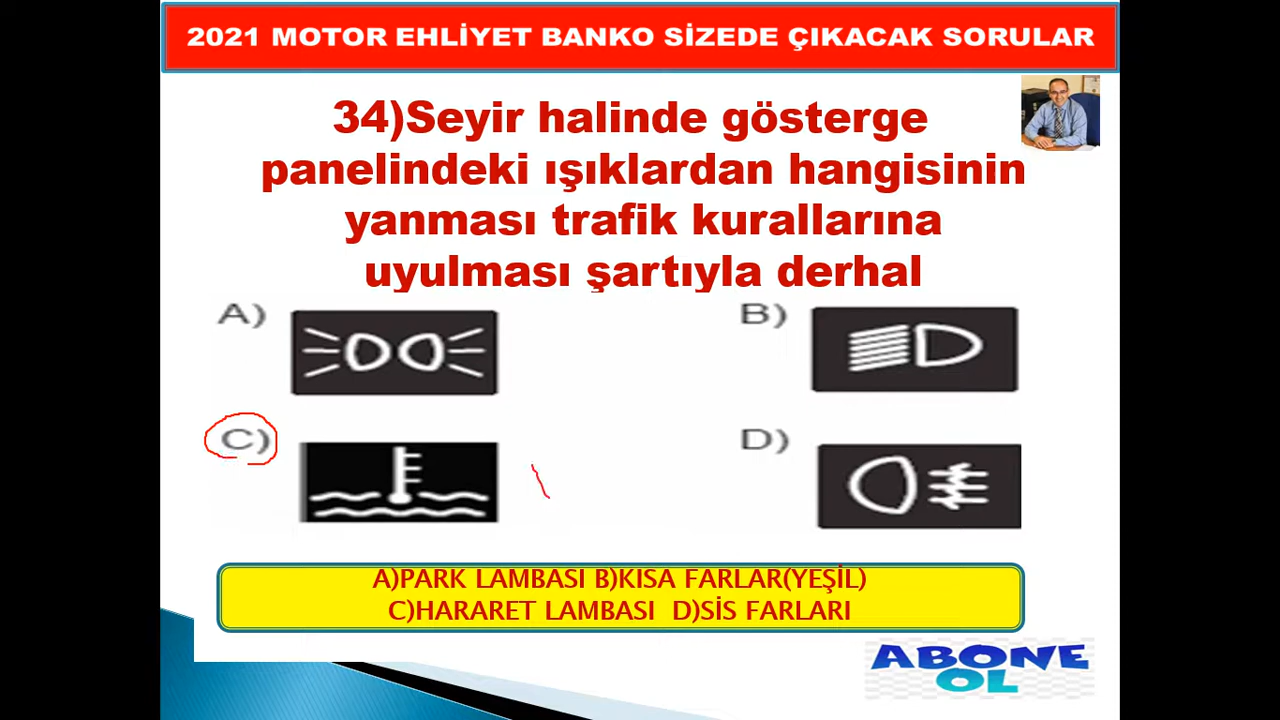 2021 MOTOR EHLİYET BANKO SİZEDE ÇIKACAK SORULAR
34)Seyir halinde gösterge
panelindeki ışıklardan hangisinin
yanması trafik kurallarına
uyulması şartıyla derhal
A) B)
C) D)
A)PARK LAMBASI B)KISA FARLAR(YEŞİL)
C)HARARET LAMBASI D)SİS FARLARI
ABONE
OL